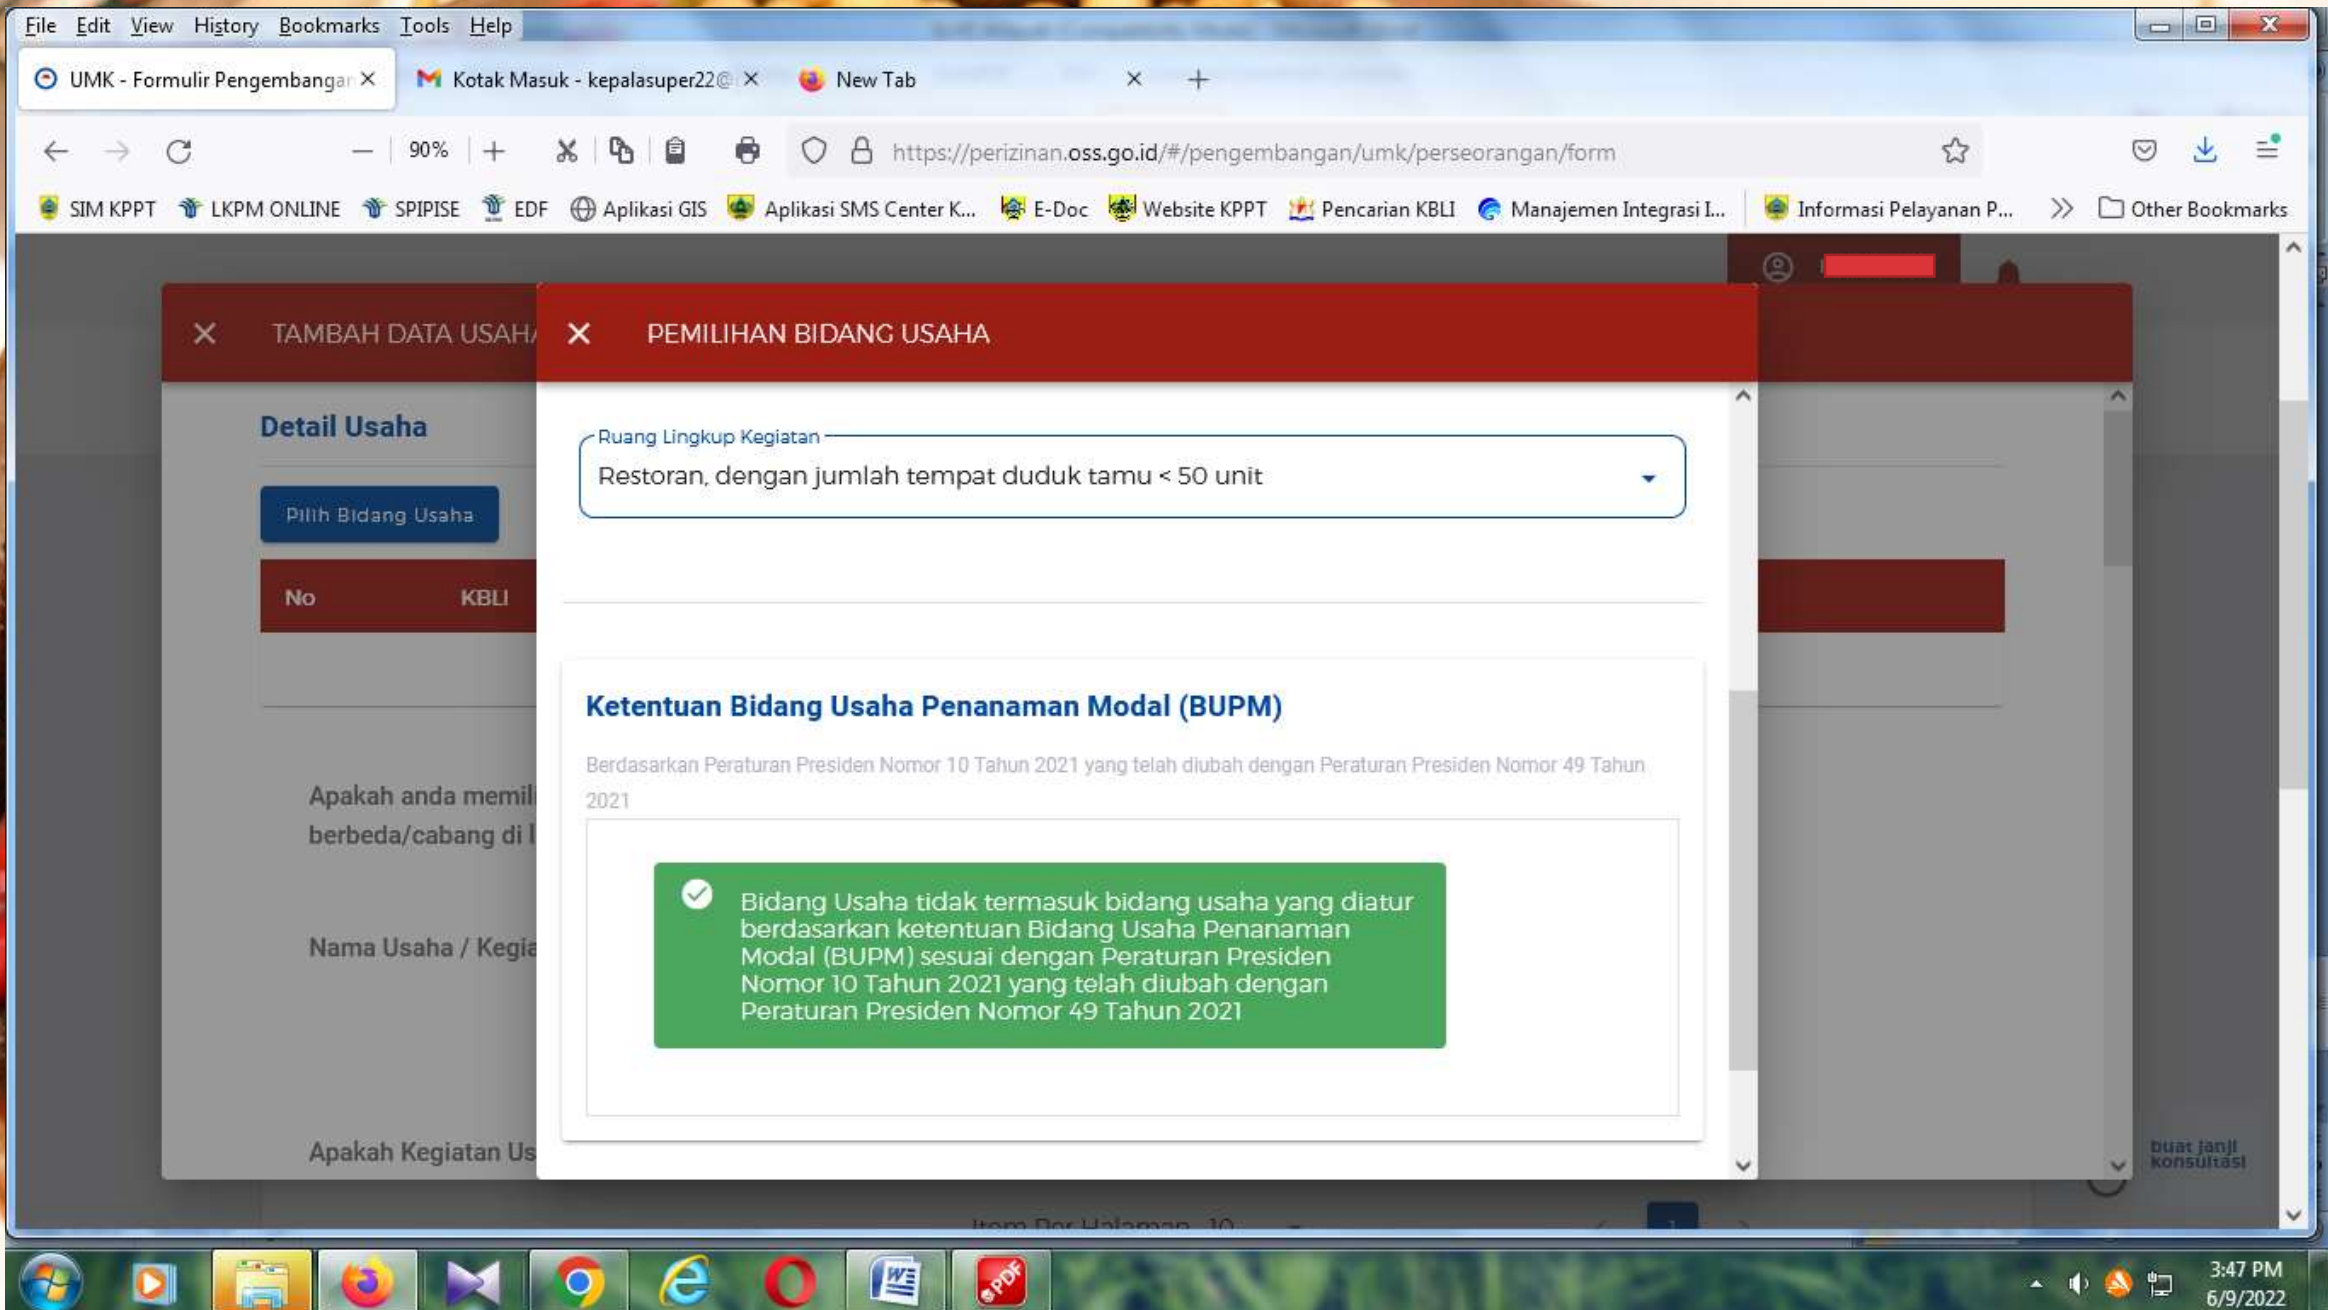 File Edit View History Bookmarks Tools Help
UMK - Formulir Pengembangan
Kotak Masuk - kepalasuper22@
New Tab
90%
https://perizinan.oss.go.id/#/pengembangan/umk/perseorangan/form
SIM KPPT LKPM ONLINE SPIPISE EDF Aplikasi GIS Aplikasi SMS Center K... E-Doc Website KPPT Pencarian KBLI Manajemen Integrasi I... Informasi Pelayanan P... Other Bookmarks
TAMBAH DATA USAHA
PEMILIHAN BIDANG USAHA
Detail Usaha
Pilih Bidang Usaha
No KBLI
Apakah anda memili
berbeda/cabang di l
Nama Usaha / Kegia
Apakah Kegiatan Us
Ruang Lingkup Kegiatan
Restoran, dengan jumlah tempat duduk tamu < 50 unit
Ketentuan Bidang Usaha Penanaman Modal (BUPM)
Berdasarkan Peraturan Presiden Nomor 10 Tahun 2021 yang telah diubah dengan Peraturan Presiden Nomor 49 Tahun
2021
Bidang Usaha tidak termasuk bidang usaha yang diatur
berdasarkan ketentuan Bidang Usaha Penanaman
Modal (BUPM) sesuai dengan Peraturan Presiden
Nomor 10 Tahun 2021 yang telah diubah dengan
Peraturan Presiden Nomor 49 Tahun 2021
buat janji
konsultasi
Item Per Halaman 10
1
3:47 PM
6/9/2022